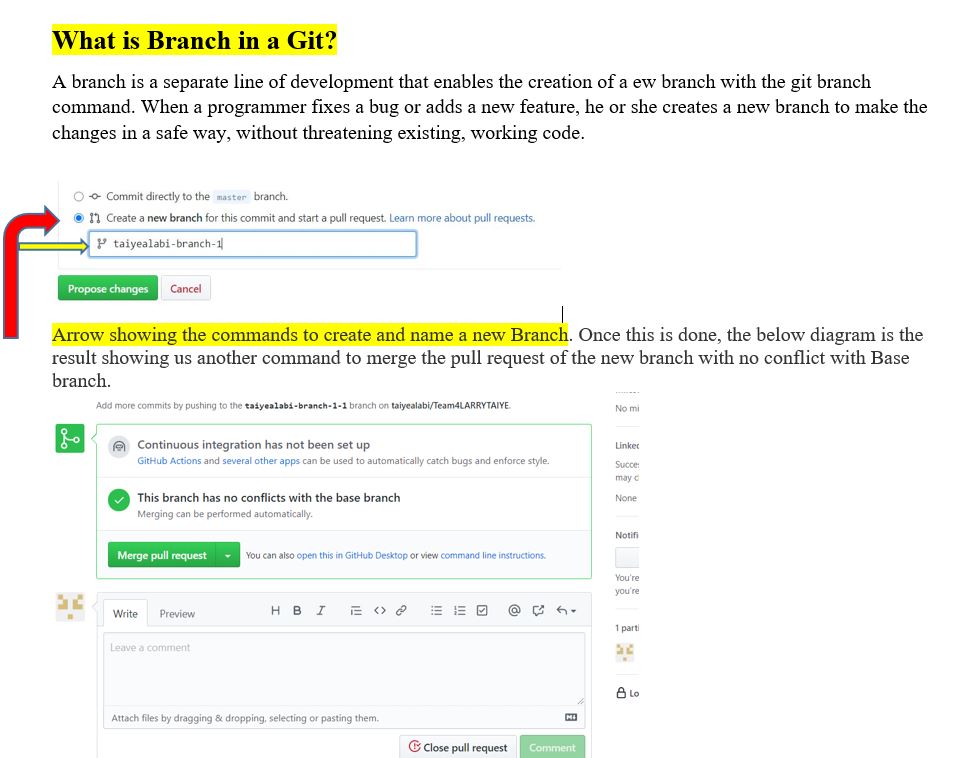 What is Branch in a Git?
A branch is a separate line of development that enables the creation of a ew branch with the git branch
command. When a programmer fixes a bug or adds a new feature, he or she creates a new branch to make the
changes in a safe way, without threatening existing, working code.
Commit directly to the master branch.
Create a new branch for this commit and start a pull request. Learn more about pull requests.
taiyealabi-branch-1
Propose changes Cancel
Arrow showing the commands to create and name a new Branch. Once this is done, the below diagram is the
result showing us another command to merge the pull request of the new branch with no conflict with Base
branch.
Add more commits by pushing to the taiyealabi-branch-1-1 branch on taiyealabi/Team4LARRYTAIYE.
No mi
Continuous integration has not been set up
GitHub Actions and several other apps can be used to automatically catch bugs and enforce style.
Linke
Succe
may c
None
This branch has no conflicts with the base branch
Merging can be performed automatically.
Notifi
Merge pull request You can also open this in GitHub Desktop or view command line instructions.
You're
you're
Write Preview H B I
1 parti
Leave a comment
Lo
Attach files by dragging & dropping, selecting or pasting them.
Close pull request Comment